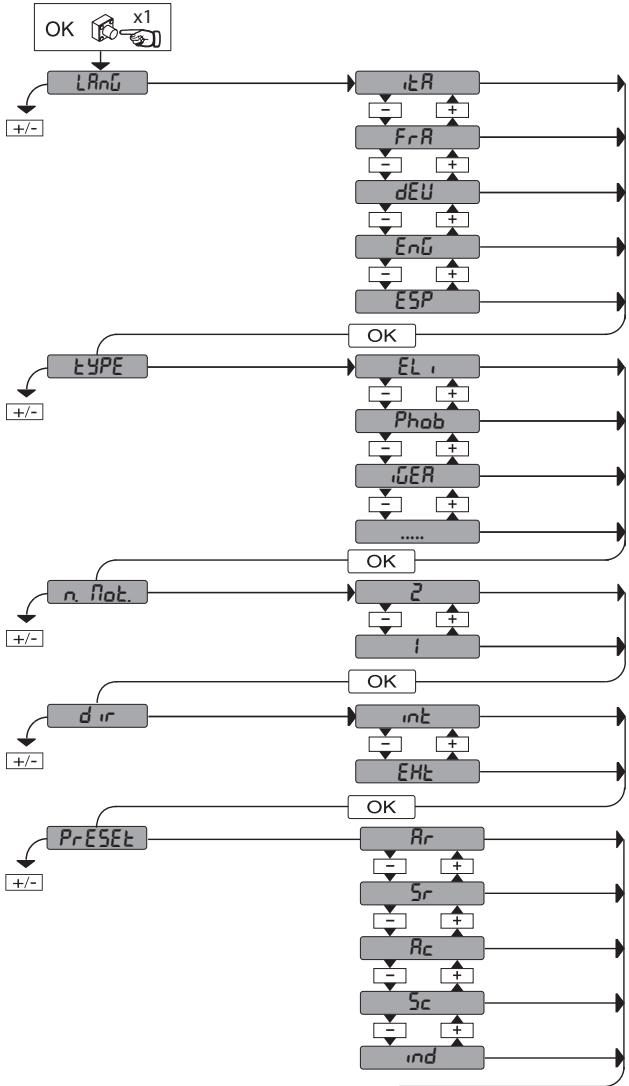 OK x1
LAnG itA
+/- - +
FrA
- +
dEU
- +
EnG
- +
ESP
OK
tYPE ELi
+/- - +
Phob
- +
iGEA
- +
.....
OK
n. Mot. 2
+/- - +
1
OK
dir int
+/- - +
EHt
OK
PrESEt Ar
+/- - +
Sr
- +
Ac
- +
Sc
- +
ind